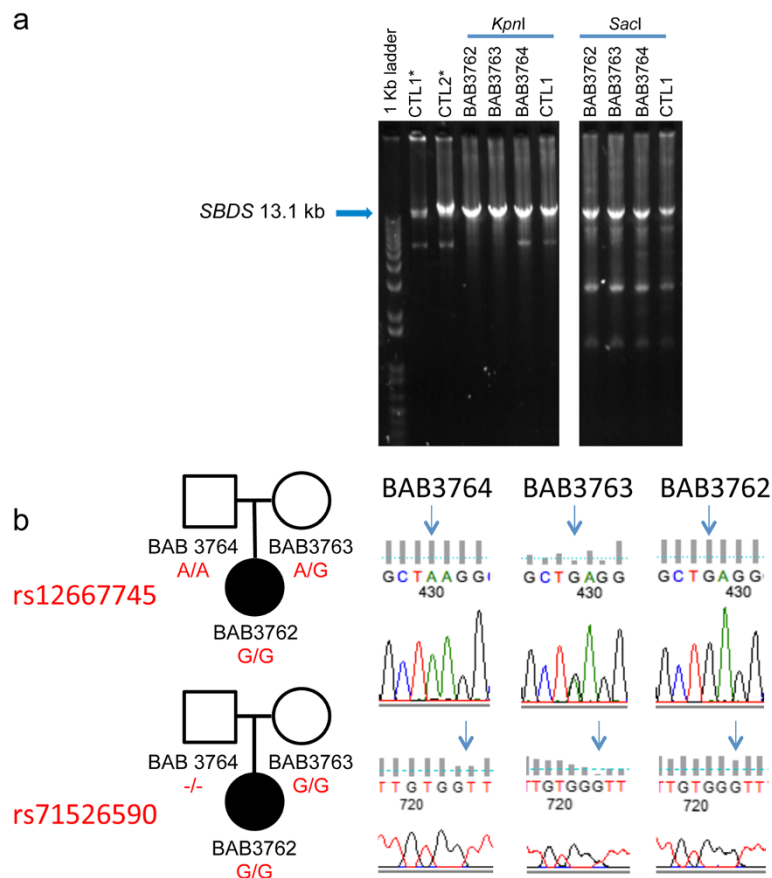 a
KpnI
SacI
1 Kb ladder
CTL1*
CTL2*
BAB3762
BAB3763
BAB3764
CTL1
BAB3762
BAB3763
BAB3764
CTL1
SBDS 13.1 kb
b
BAB3764
BAB3763
BAB3762
BAB 3764
BAB3763
A/A
A/G
rs12667745
BAB3762
G/G
GCTAAGG
430
GCTGAGG
430
GCTGAGG
430
BAB 3764
BAB3763
-/-
G/G
rs71526590
BAB3762
G/G
TTGTGGTT
720
TTGTGGGTT
720
TTGTGGGTT
720